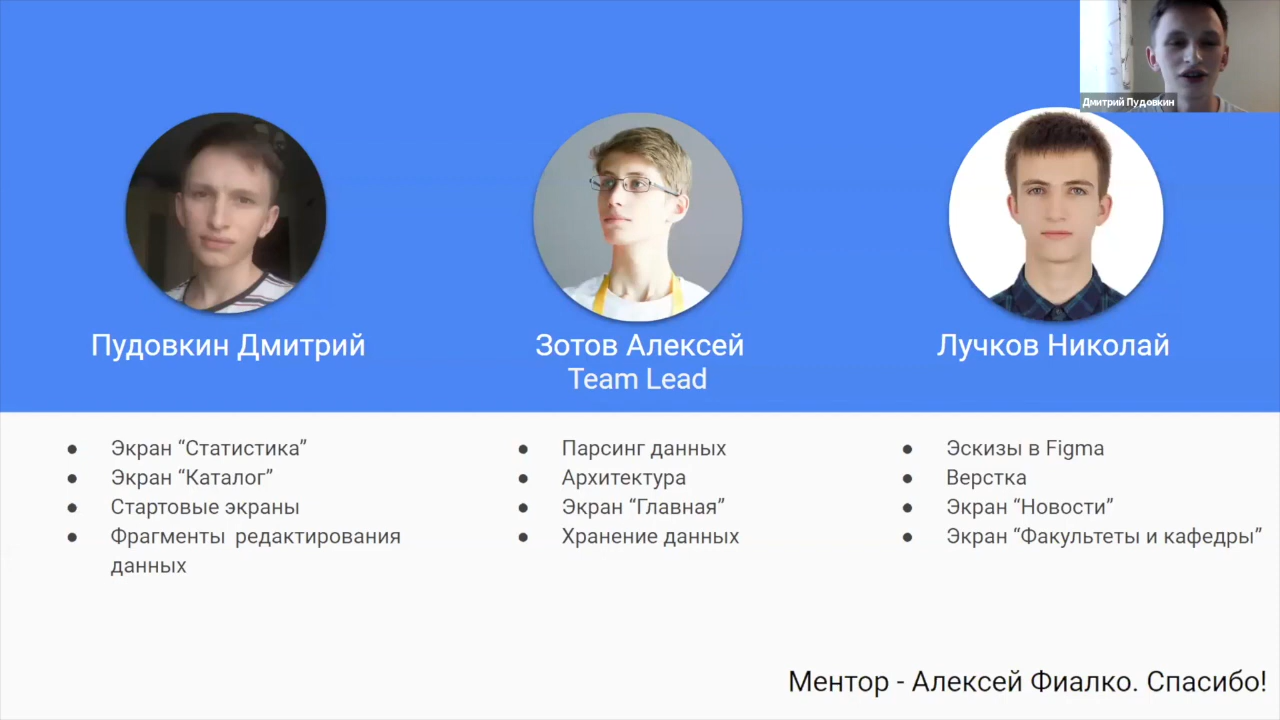 Дмитрий Пудовкин
Пудовкин Дмитрий
Зотов Алексей
Team Lead
Лучков Николай
● Экран “Статистика”
● Экран “Каталог”
● Стартовые экраны
● Фрагменты редактирования
данных
● Парсинг данных
● Архитектура
● Экран “Главная”
● Хранение данных
● Эскизы в Figma
● Верстка
● Экран “Новости”
● Экран “Факультеты и кафедры”
Ментор - Алексей Фиалко. Спасибо!